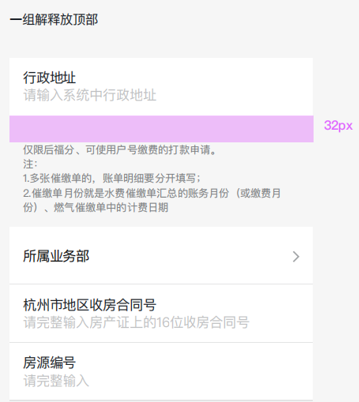 一组解释放顶部
行政地址
请输入系统中行政地址
32px
仅限后福分、可使用户号缴费的打款申请。
注：
1.多张催缴单的，账单明细要分开填写；
2.催缴单月份就是水费催缴单汇总的账务月份（或缴费月
份）、燃气催缴单中的计费日期
所属业务部
杭州市地区收房合同号
请完整输入房产证上的16位收房合同号
房源编号
请完整输入